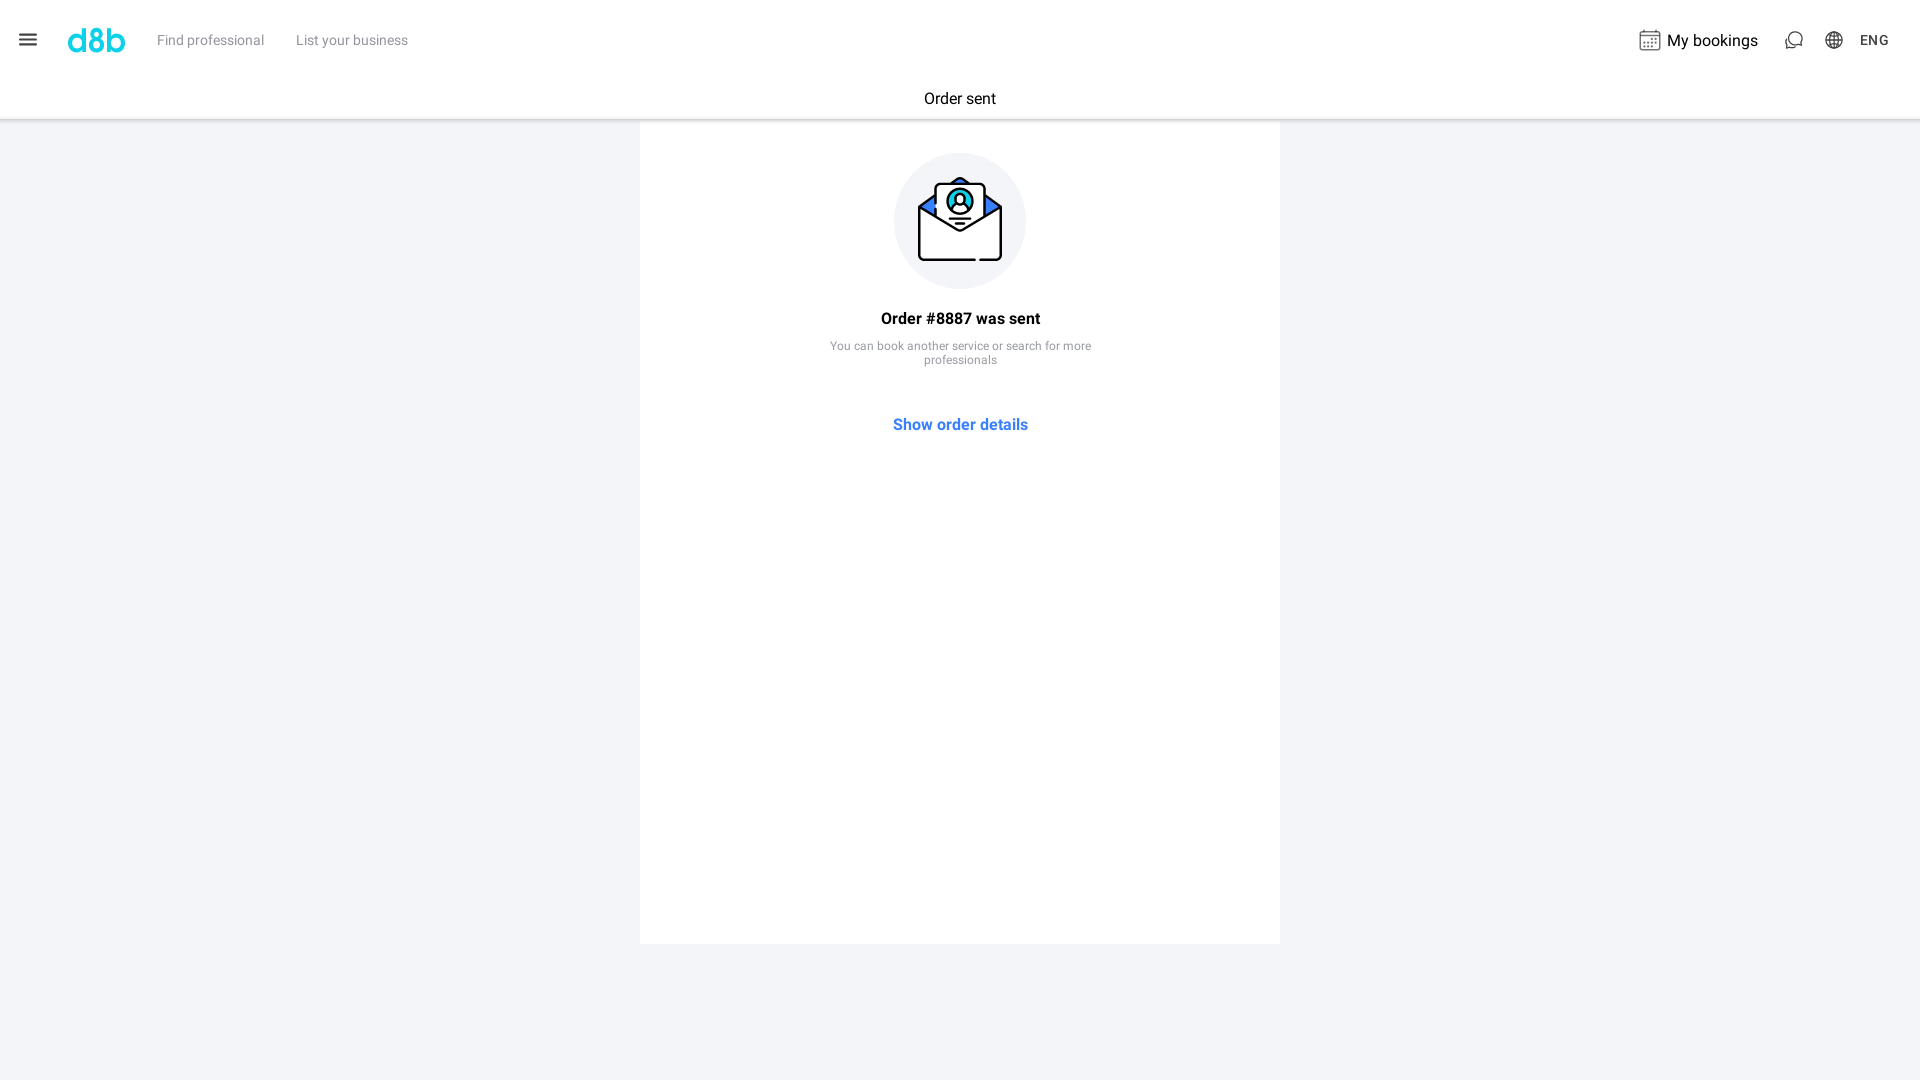 d8b
Find professional
List your business
My bookings
ENG
Order sent
Order #8887 was sent
You can book another service or search for more
professionals
Show order details